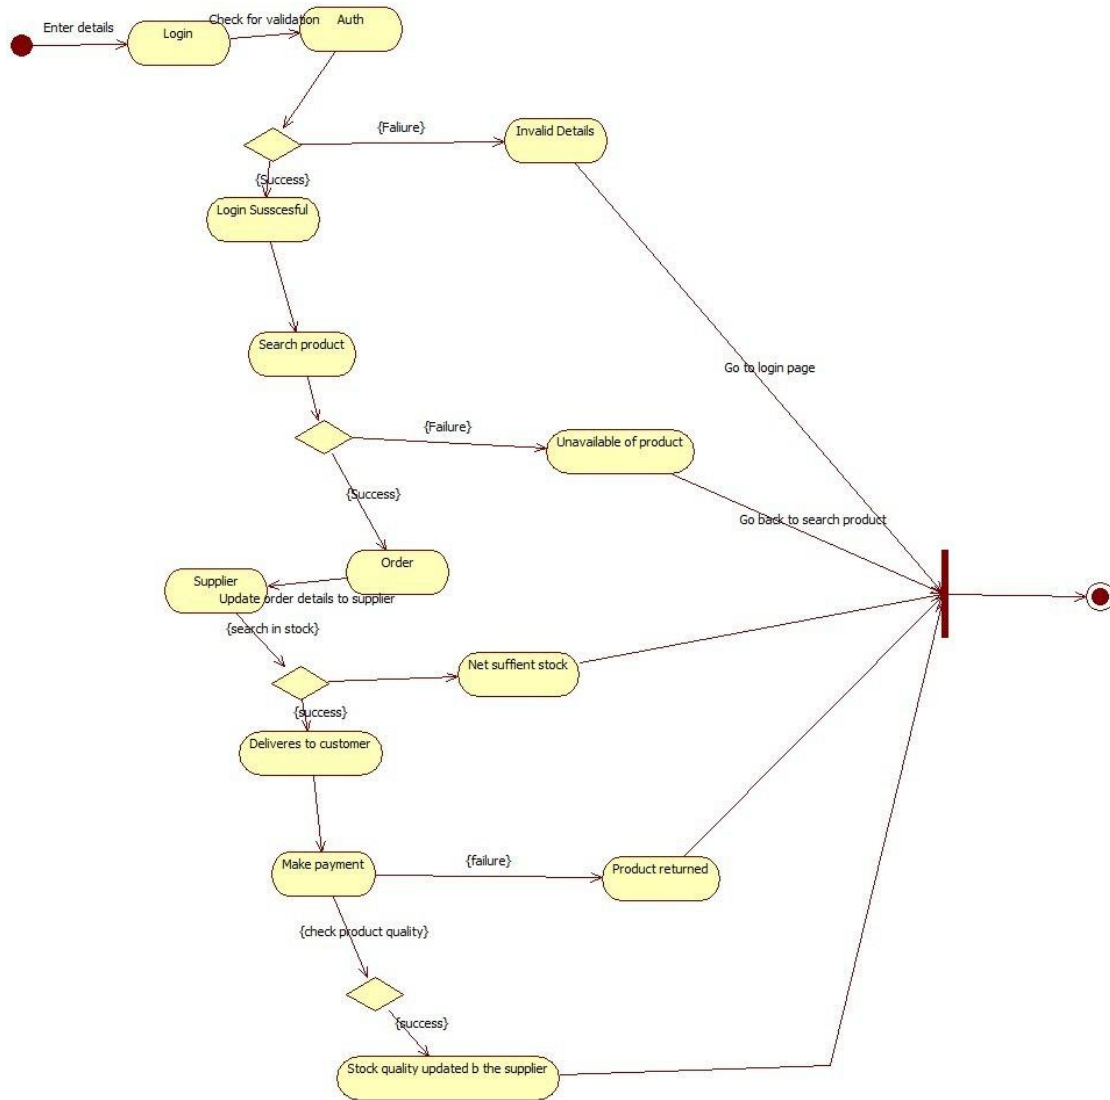 Enter details
Login
Check for validation
Auth
{Faliure}
Invalid Details
{Success}
Login Susscesful
Search product
Go to login page
{Failure}
Unavailable of product
{Success}
Go back to search product
Order
Supplier
Update order details to supplier
{search in stock}
Net suffient stock
{success}
Deliveres to customer
Make payment
{failure}
Product returned
{check product quality}
{success}
Stock quality updated b the supplier